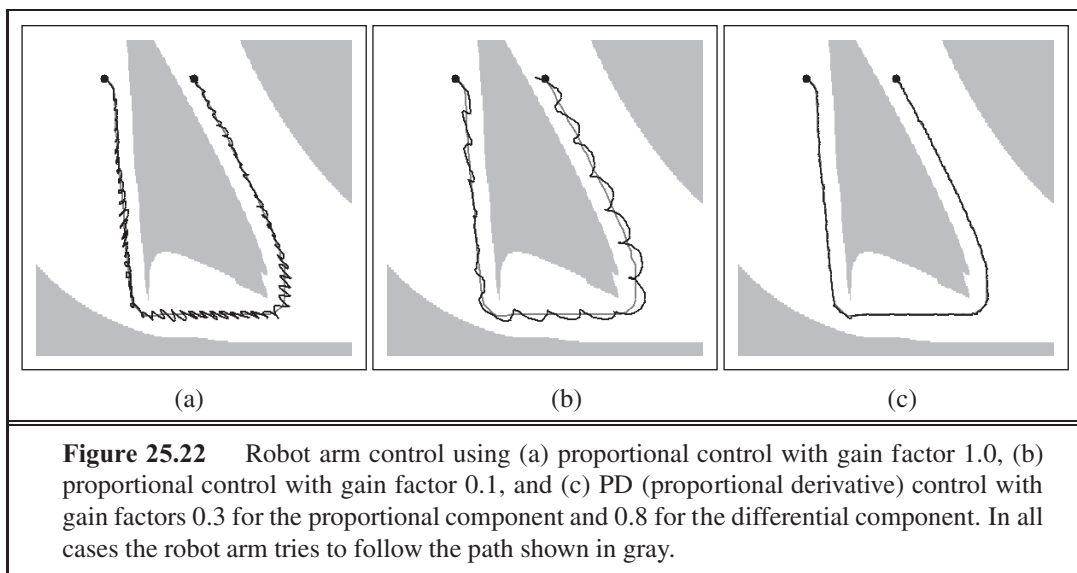 (a) (b) (c)
Figure 25.22 Robot arm control using (a) proportional control with gain factor 1.0, (b)
proportional control with gain factor 0.1, and (c) PD (proportional derivative) control with
gain factors 0.3 for the proportional component and 0.8 for the differential component. In all
cases the robot arm tries to follow the path shown in gray.